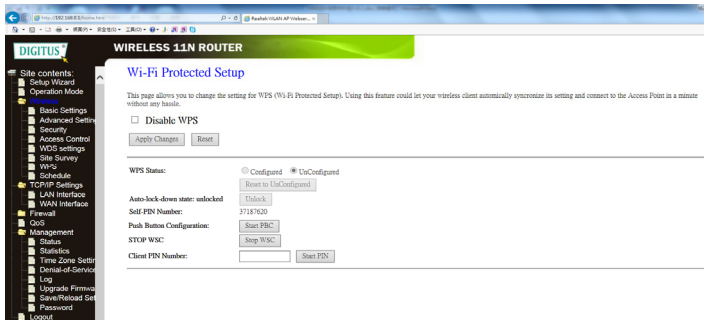 http://192.168.0.1/home.htm
Realtek WLAN AP Webser...
DIGITUS
WIRELESS 11N ROUTER
Site contents:
Setup Wizard
Operation Mode
Wireless
Basic Settings
Advanced Setting
Security
Access Control
WDS settings
Site Survey
WPS
Schedule
TCP/IP Settings
LAN Interface
WAN Interface
Firewall
QoS
Management
Status
Statistics
Time Zone Settin
Denial-of-Service
Log
Upgrade Firmwa
Save/Reload Set
Password
Logout
Wi-Fi Protected Setup
This page allows you to change the setting for WPS (Wi-Fi Protected Setup). Using this feature could let your wireless client automically syncronize its setting and connect to the Access Point in a minute
without any hassle.
Disable WPS
Apply Changes Reset
WPS Status: Configured UnConfigured
Reset to UnConfigured
Auto-lock-down state: unlocked Unlock
Self-PIN Number: 37187620
Push Button Configuration: Start PBC
STOP WSC Stop WSC
Client PIN Number: Start PIN